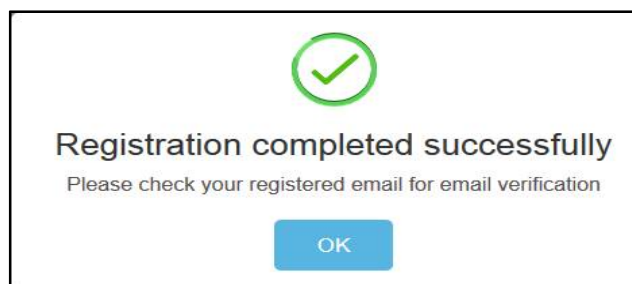 Registration completed successfully
Please check your registered email for email verification
OK